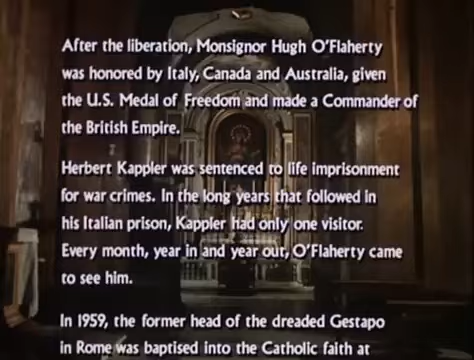 After the liberation, Monsignor Hugh O'Flaherty
was honored by Italy, Canada and Australia, given
the U.S. Medal of Freedom and made a Commander of
the British Empire.
Herbert Kappler was sentenced to life imprisonment
for war crimes. In the long years that followed in
his Italian prison, Kappler had only one visitor.
Every month, year in and year out, O'Flaherty came
to see him.
In 1959, the former head of the dreaded Gestapo
in Rome was baptised into the Catholic faith at